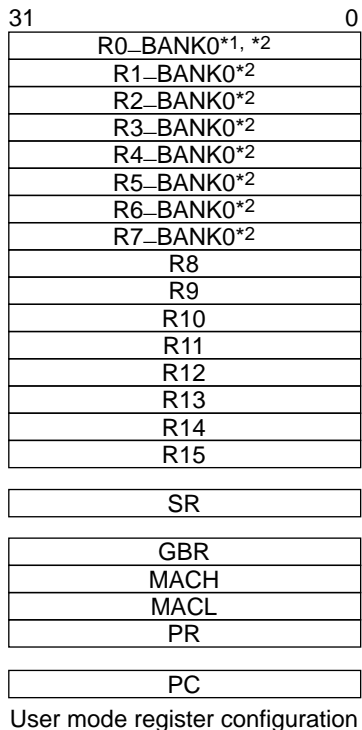 31 0
R0_BANK0*1, *2
R1_BANK0*2
R2_BANK0*2
R3_BANK0*2
R4_BANK0*2
R5_BANK0*2
R6_BANK0*2
R7_BANK0*2
R8
R9
R10
R11
R12
R13
R14
R15
SR
GBR
MACH
MACL
PR
PC
User mode register configuration